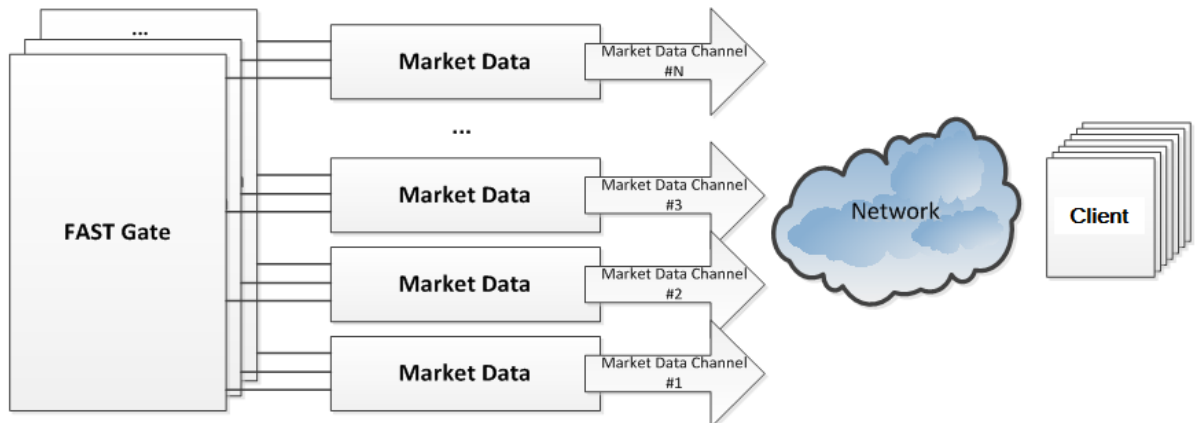 ...
FAST Gate
Market Data
Market Data Channel
#N
...
Market Data
Market Data Channel
#3
Market Data
Market Data Channel
#2
Market Data
Market Data Channel
#1
Network
Client